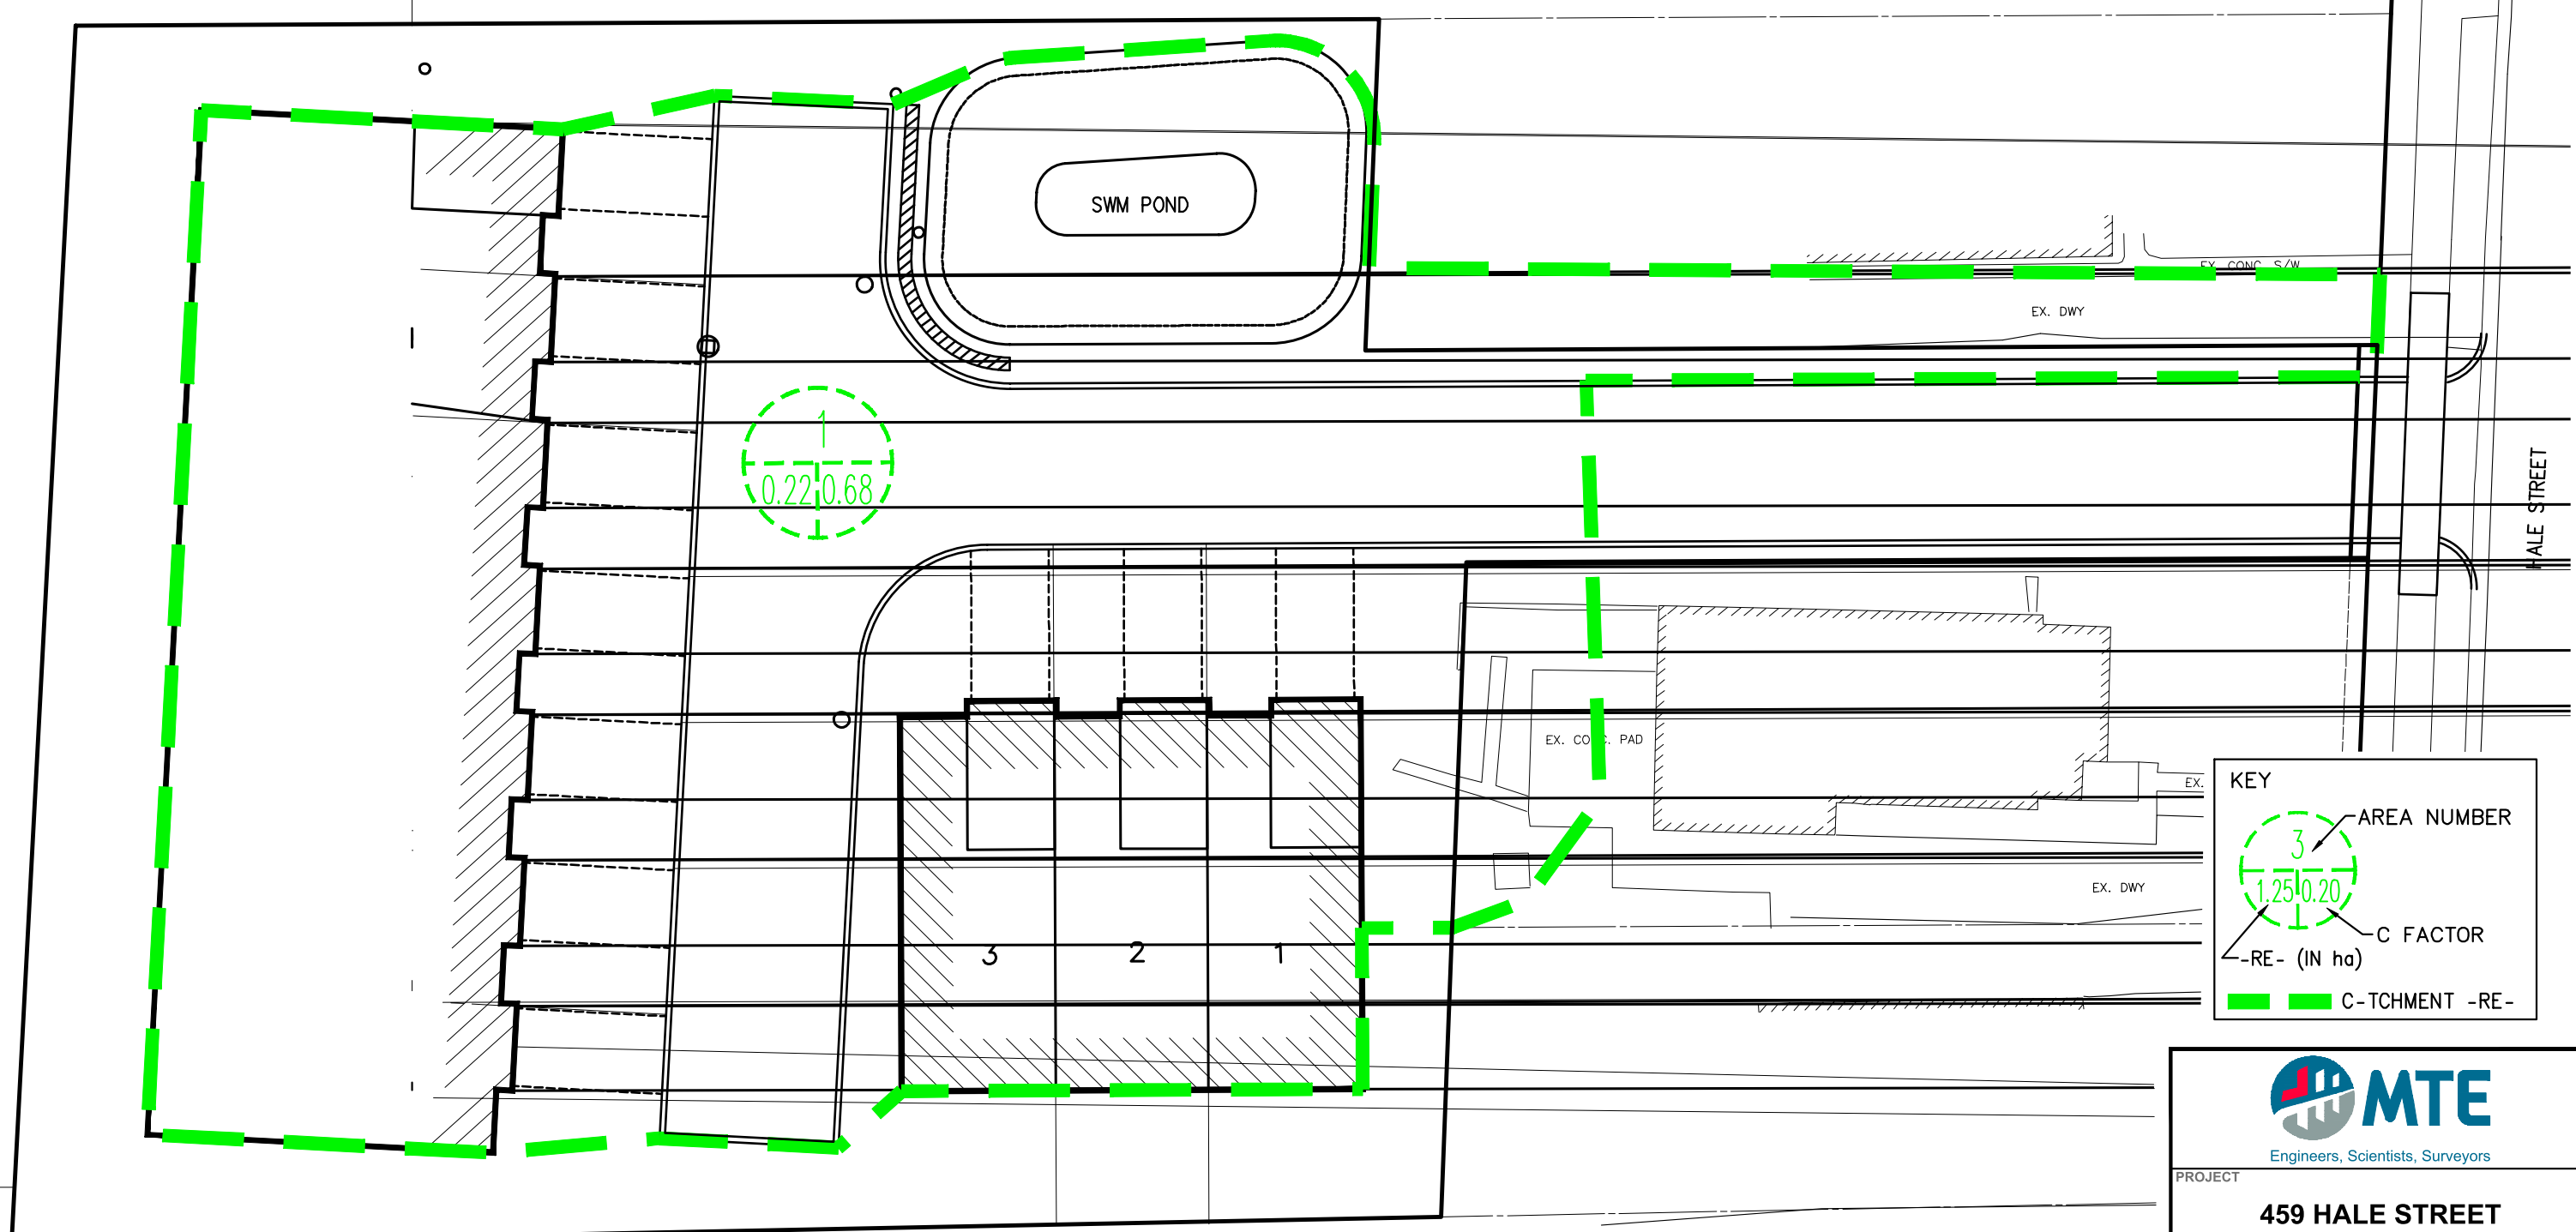 SWM POND
EX. CONC. S/W
EX. DWY
1
0.22 0.68
HALE STREET
EX. CO C. PAD
EX.
KEY
AREA NUMBER
3
1.25 0.20
C FACTOR
-RE- (IN ha)
C-TCHMENT -RE-
EX. DWY
3 2 1
MTE
Engineers, Scientists, Surveyors
PROJECT
459 HALE STREET